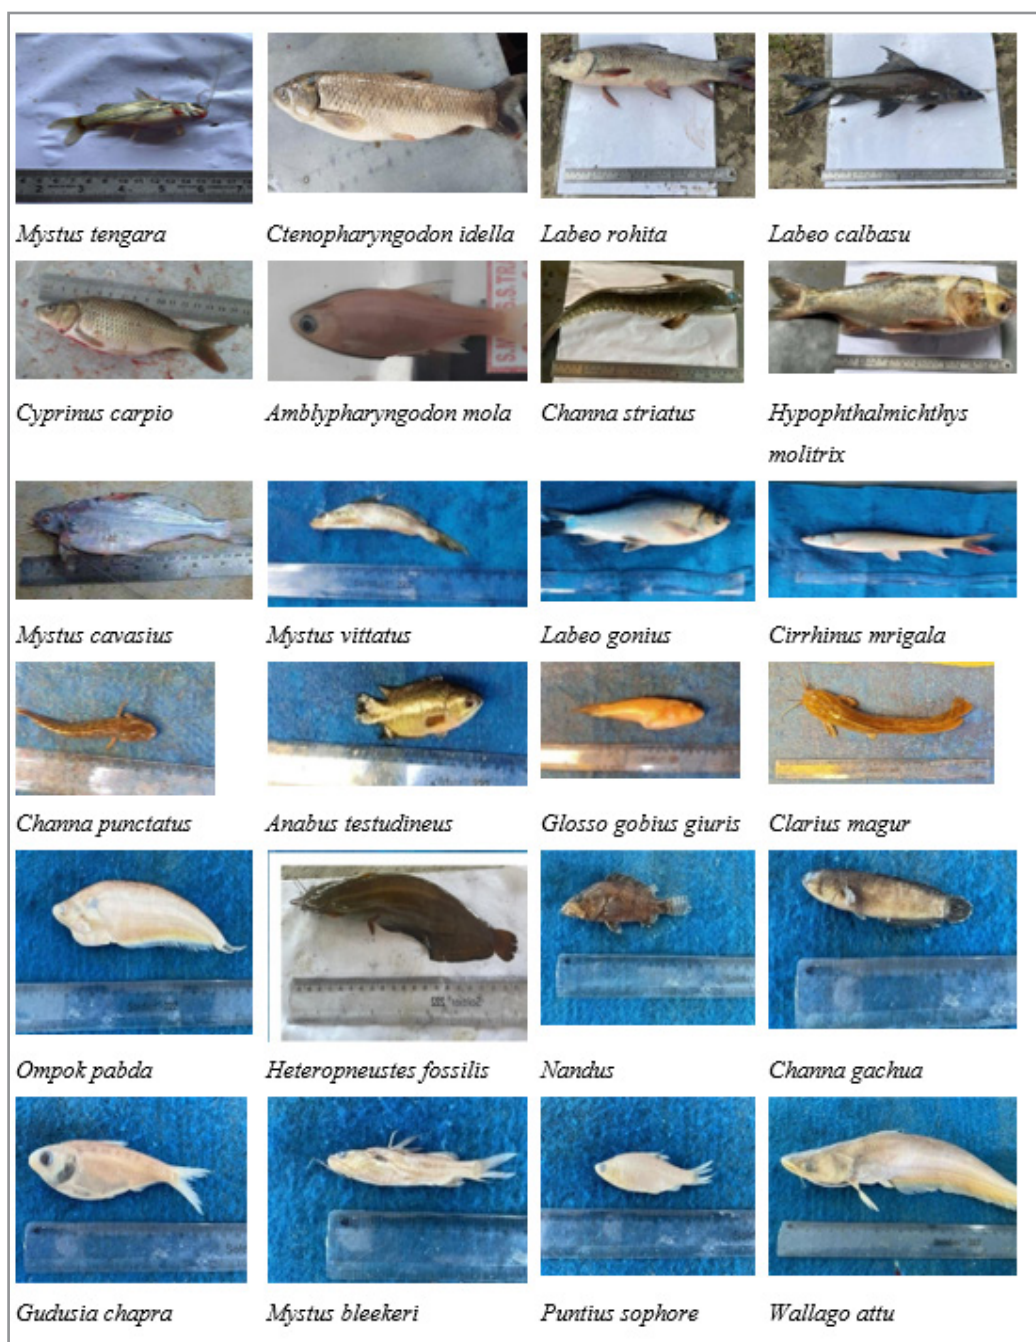 Mystus tengara
Ctenopharyngodon idella
Labeo rohita
Labeo calbasu
Cyprinus carpio
Amblypharyngodon mola
Channa striatus
Hypophthalmichthys
molitrix
Mystus cavasius
Mystus vittatus
Labeo gonius
Cirrhinus mrigala
Channa punctatus
Anabus testudineus
Glosso gobius giuris
Clarius magur
Ompok pabda
Heteropneustes fossilis
Nandus
Channa gachua
Gudusia chapra
Mystus bleekeri
Puntius sophore
Wallago attu